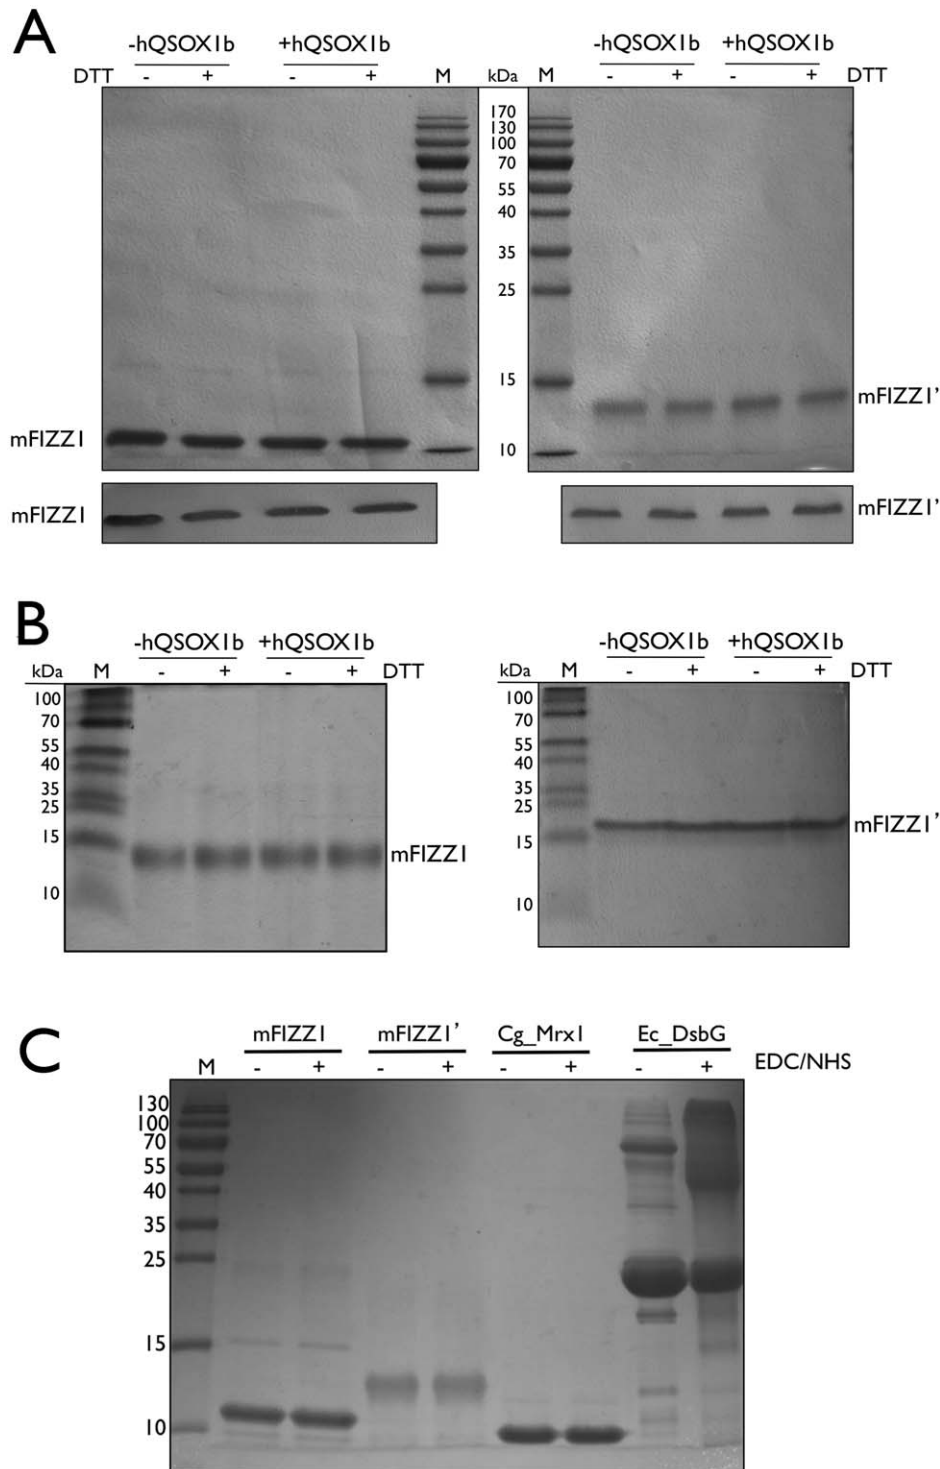 A
-hQSOX1b +hQSOX1b -hQSOX1b +hQSOX1b
DTT - + - + M kDa M - + - + DTT
170
130
100
70
55
40
35
25
15
10
mFIZZ1 mFIZZ1'
mFIZZ1 mFIZZ1'
B
-hQSOX1b +hQSOX1b -hQSOX1b +hQSOX1b
kDa M - + - + DTT kDa M - + - + DTT
100
70
55
40
35
25
15
10
mFIZZ1
100
70
55
40
35
25
15
10
mFIZZ1'
C
mFIZZ1 mFIZZ1' Cg_Mrx1 Ec_DsbG
M - + - + - + - + EDC/NHS
130
100
70
55
40
35
25
15
10